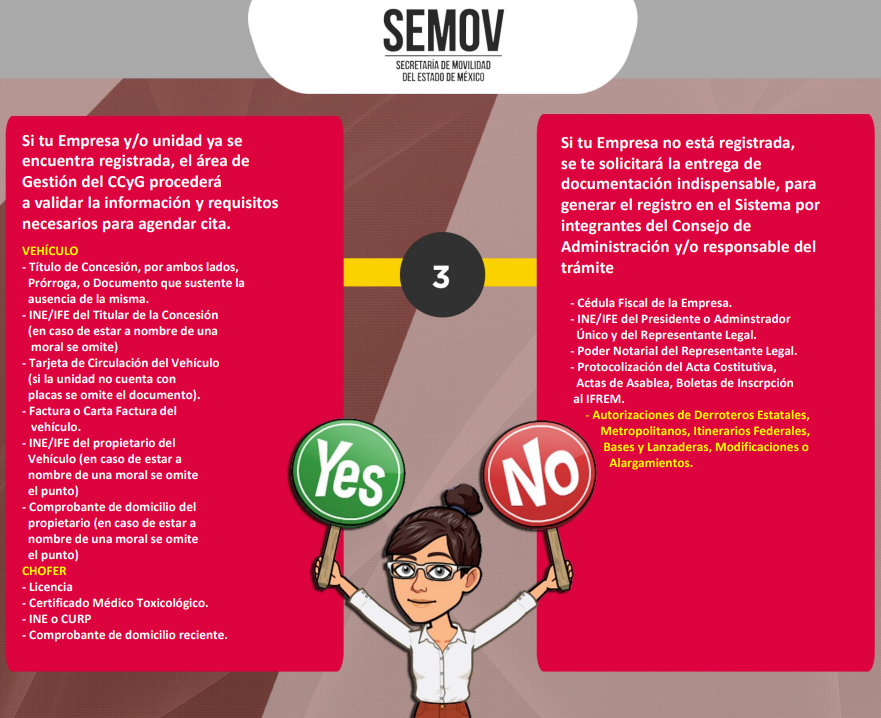 SEMOV
SECRETARÍA DE MOVILIDAD
DEL ESTADO DE MÉXICO
Si tu Empresa y/o unidad ya se
encuentra registrada, el área de
Gestión del CCyG procederá
a validar la información y requisitos
necesarios para agendar cita.
VEHÍCULO
- Título de Concesión, por ambos lados,
Prórroga, o Documento que sustente la
ausencia de la misma.
- INE/IFE del Titular de la Concesión
(en caso de estar a nombre de una
moral se omite)
- Tarjeta de Circulación del Vehículo
(si la unidad no cuenta con
placas se omite el documento).
- Factura o Carta Factura del
vehículo.
- INE/IFE del propietario del
Vehículo (en caso de estar a
nombre de una moral se omite
el punto)
- Comprobante de domicilio del
propietario (en caso de estar a
nombre de una moral se omite
el punto)
CHOFER
- Licencia
- Certificado Médico Toxicológico.
- INE o CURP
- Comprobante de domicilio reciente.
3
Yes
No
Si tu Empresa no está registrada,
se te solicitará la entrega de
documentación indispensable, para
generar el registro en el Sistema por
integrantes del Consejo de
Administración y/o responsable del
trámite
- Cédula Fiscal de la Empresa.
- INE/IFE del Presidente o Adminstrador
Único y del Representante Legal.
- Poder Notarial del Representante Legal.
- Protocolización del Acta Costitutiva,
Actas de Asablea, Boletas de Inscrpción
al IFREM.
- Autorizaciones de Derroteros Estatales,
Metropolitanos, Itinerarios Federales,
Bases y Lanzaderas, Modificaciones o
Alargamientos.